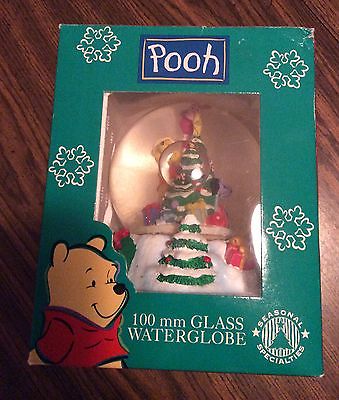 Pooh
100 mm GLASS
WATERGLOBE
SEASONAL
SPECIALTIES